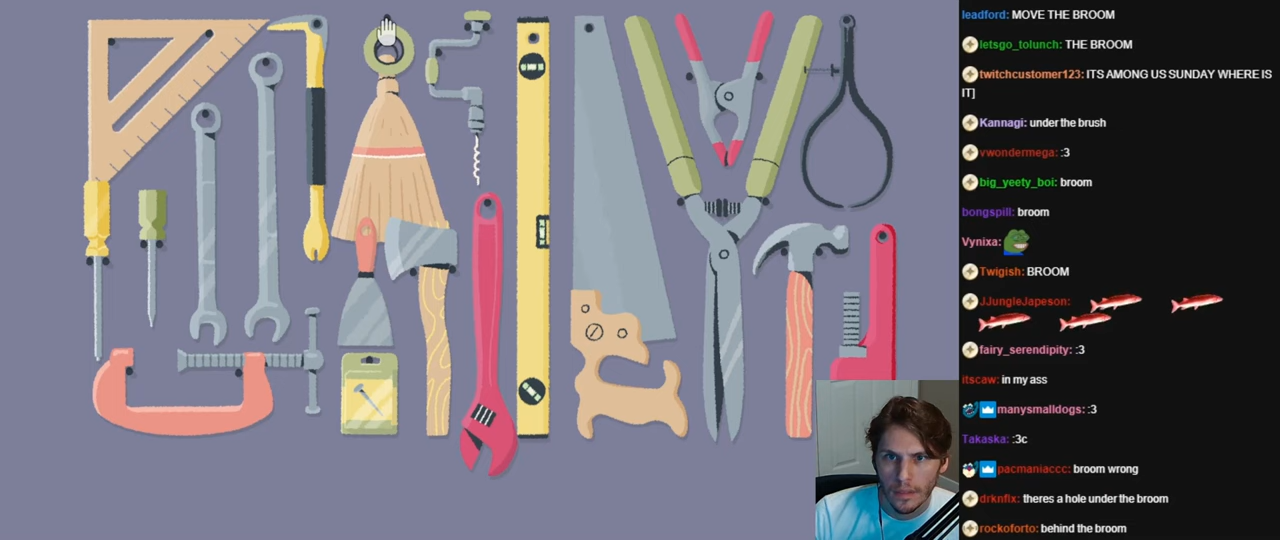 leadford: MOVE THE BROOM
letsgo_tolunch: THE BROOM
twitchcustomer123: ITS AMONG US SUNDAY WHERE IS
IT]
Kannagi: under the brush
vwondermega: :3
big_yeety_boi: broom
bongspill: broom
Vynixa:
Twigish: BROOM
JJungleJapeson:
fairy_serendipity: :3
itscaw: in my ass
manysmalldogs: :3
Takaska: :3c
pacmaniaccc: broom wrong
drknflx: theres a hole under the broom
rockoforto: behind the broom